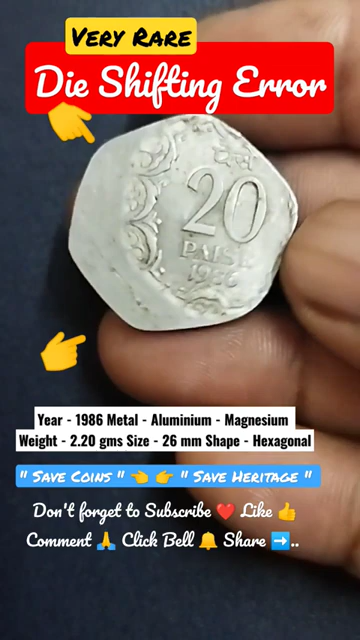 Very Rare
Die Shifting Error
20
PAISE
1986
Year - 1986 Metal - Aluminium - Magnesium
Weight - 2.20 gms Size - 26 mm Shape - Hexagonal
" Save Coins " 👈 👉 " Save Heritage "
Don't forget to Subscribe ❤️ Like 👍
Comment 🙏 Click Bell 🔔 Share ➡️..